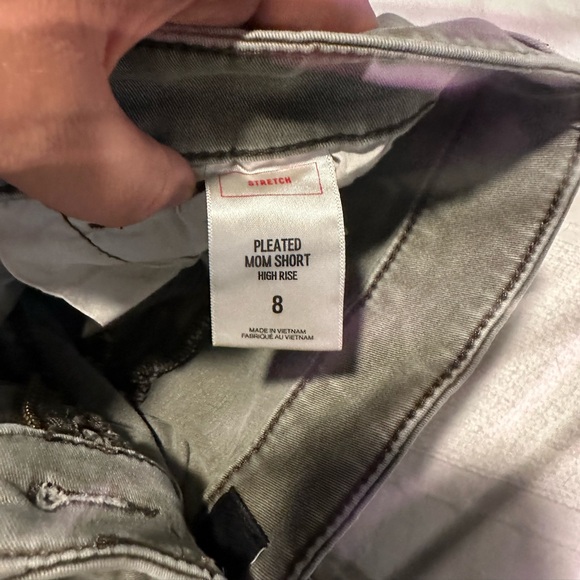 STRETCH
PLEATED
MOM SHORT
HIGH RISE
8
MADE IN VIETNAM
FABRIQUÉ AU VIETNAM